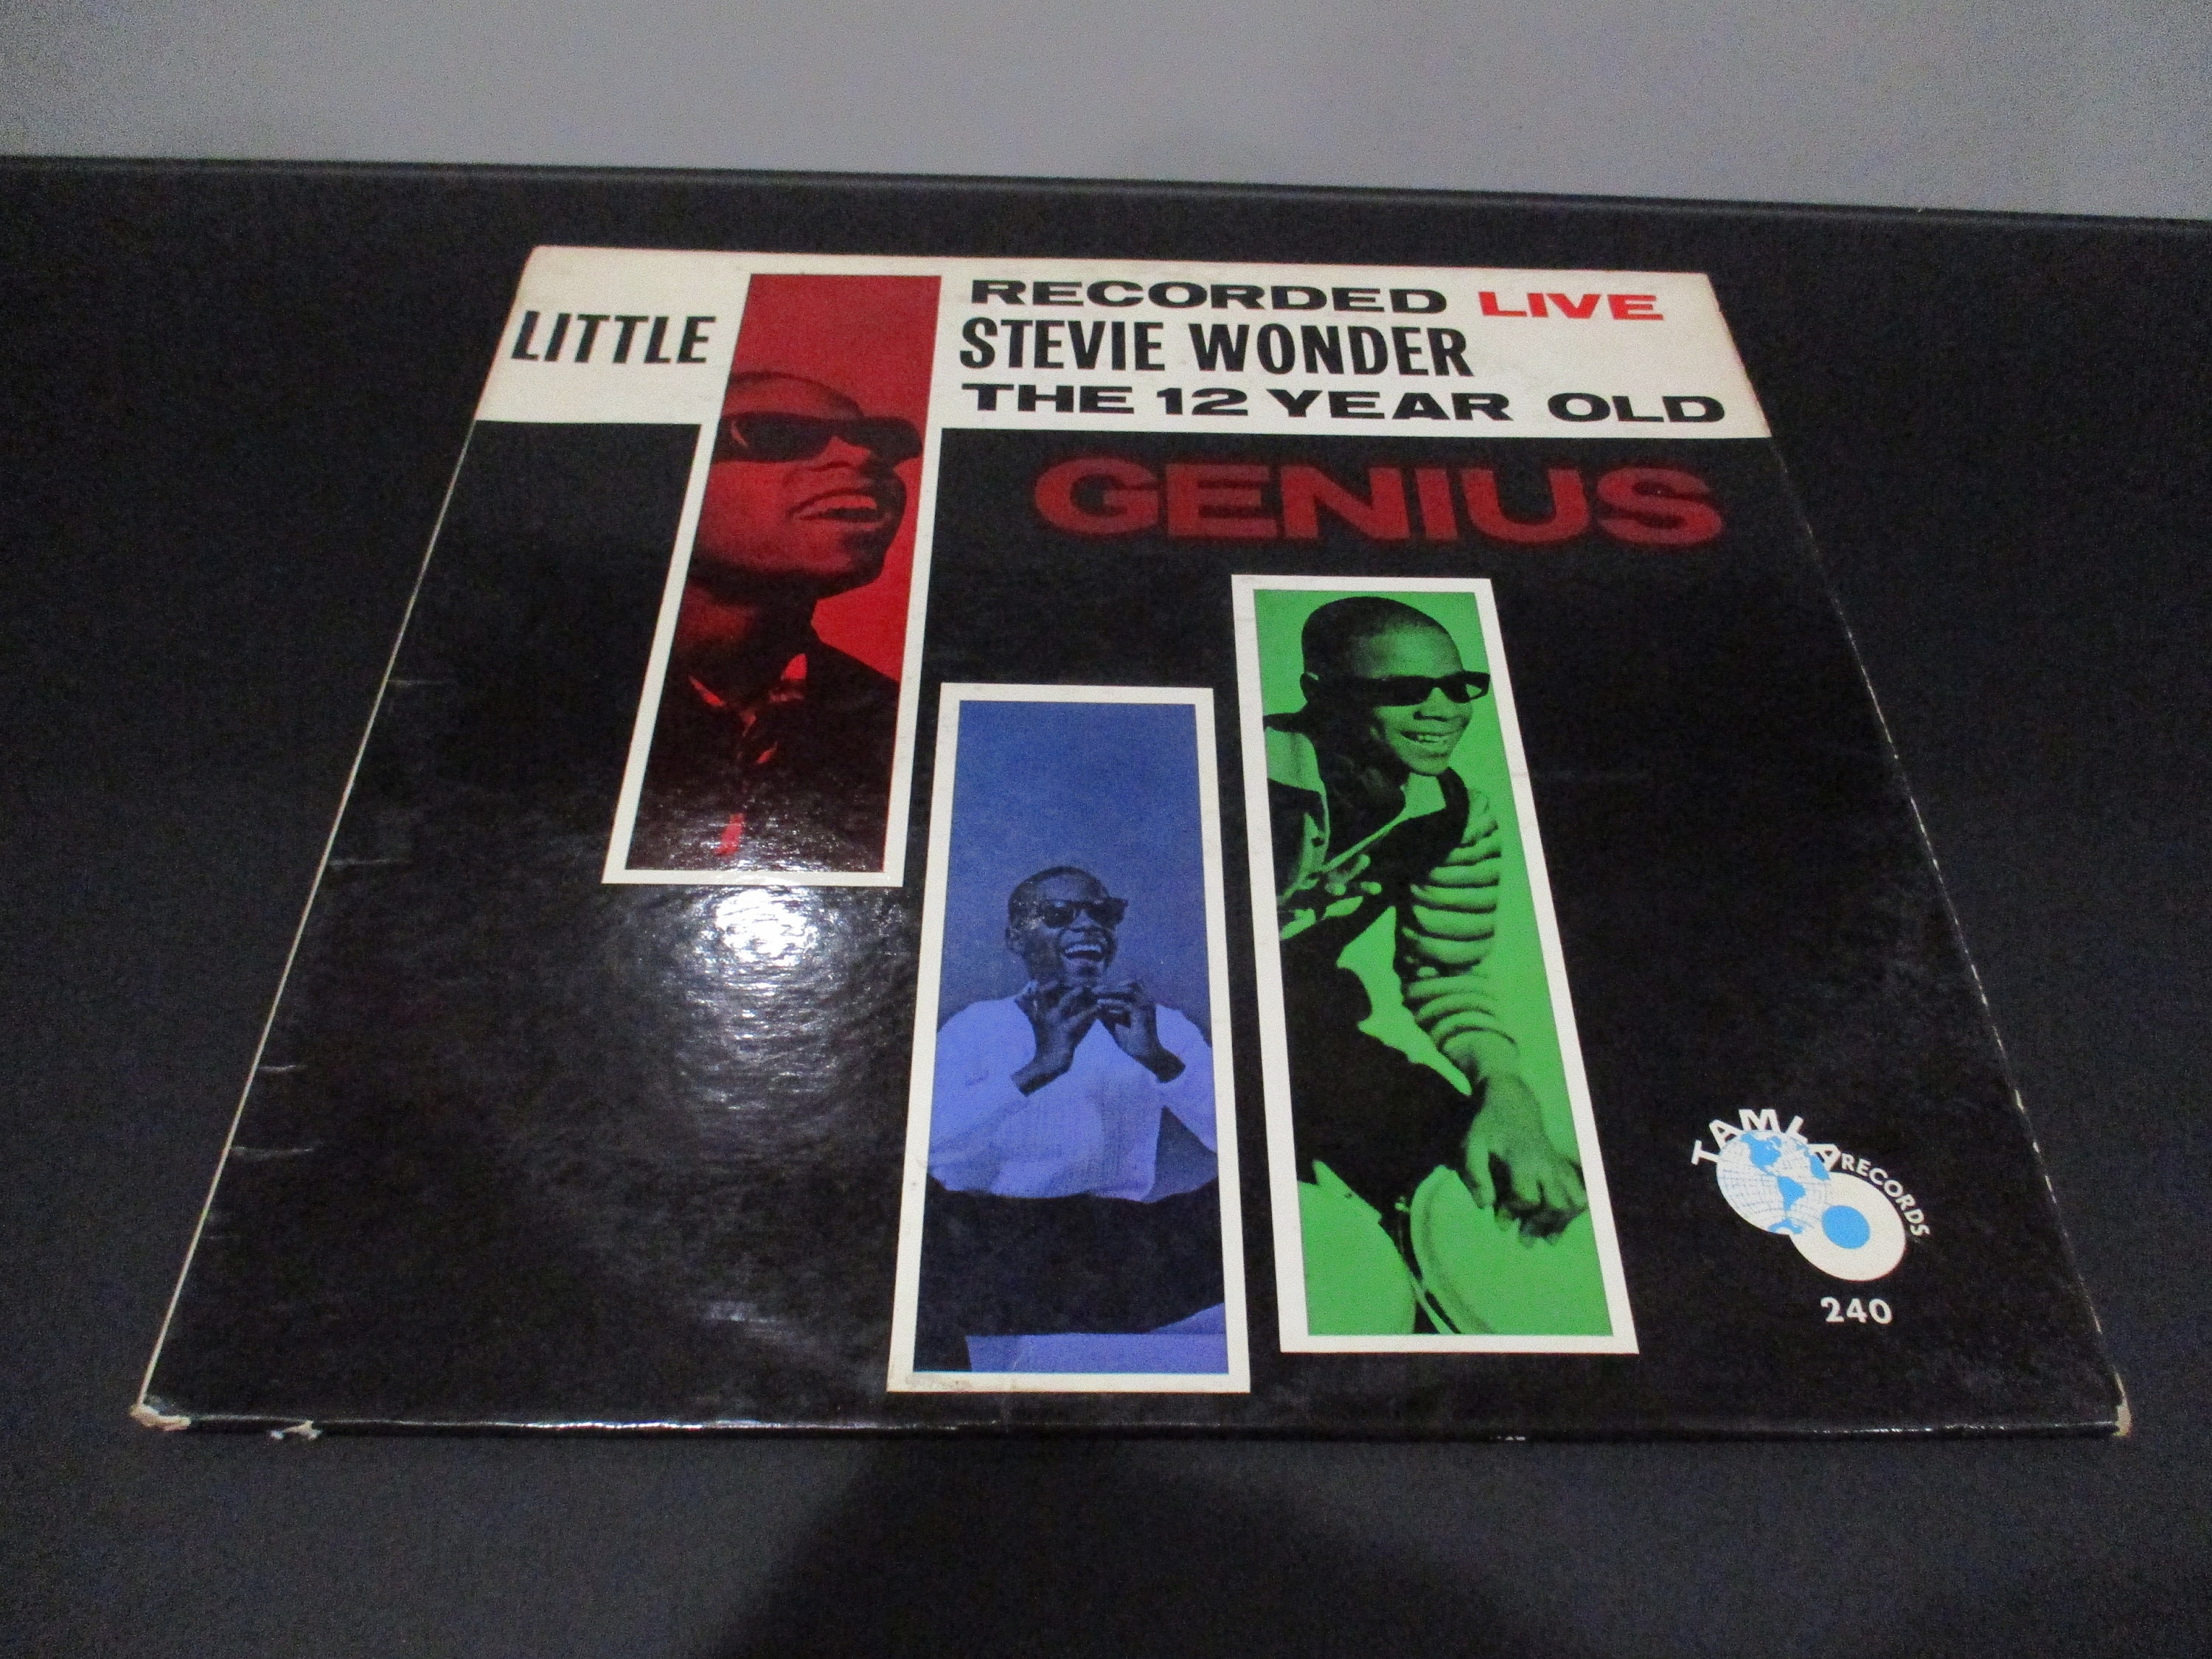 RECORDED LIVE
LITTLE STEVIE WONDER
THE 12 YEAR OLD
GENIUS
TAMLA RECORDS
240